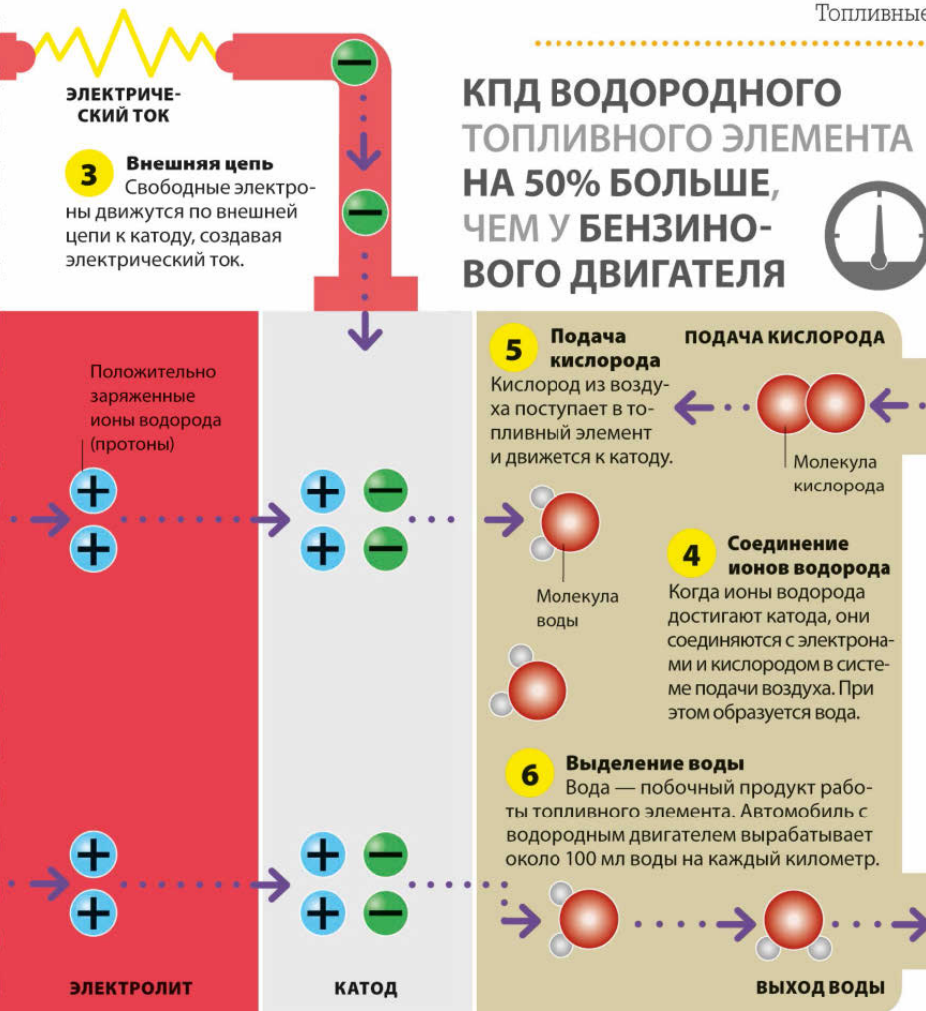 Топливные
ЭЛЕКТРИЧЕ-
СКИЙ ТОК
3
Внешняя цепь
Свободные электро-
ны движутся по внешней
цепи к катоду, создавая
электрический ток.
КПД ВОДОРОДНОГО
ТОПЛИВНОГО ЭЛЕМЕНТА
НА 50% БОЛЬШЕ,
ЧЕМ У БЕНЗИНО-
ВОГО ДВИГАТЕЛЯ
Положительно
заряженные
ионы водорода
(протоны)
5
Подача
кислорода
Кислород из возду-
ха поступает в то-
пливный элемент
и движется к катоду.
ПОДАЧА КИСЛОРОДА
Молекула
кислорода
Молекула
воды
4
Соединение
ионов водорода
Когда ионы водорода
достигают катода, они
соединяются с электрона-
ми и кислородом в систе-
ме подачи воздуха. При
этом образуется вода.
6
Выделение воды
Вода — побочный продукт рабо-
ты топливного элемента. Автомобиль с
водородным двигателем вырабатывает
около 100 мл воды на каждый километр.
ЭЛЕКТРОЛИТ
КАТОД
ВЫХОД ВОДЫ